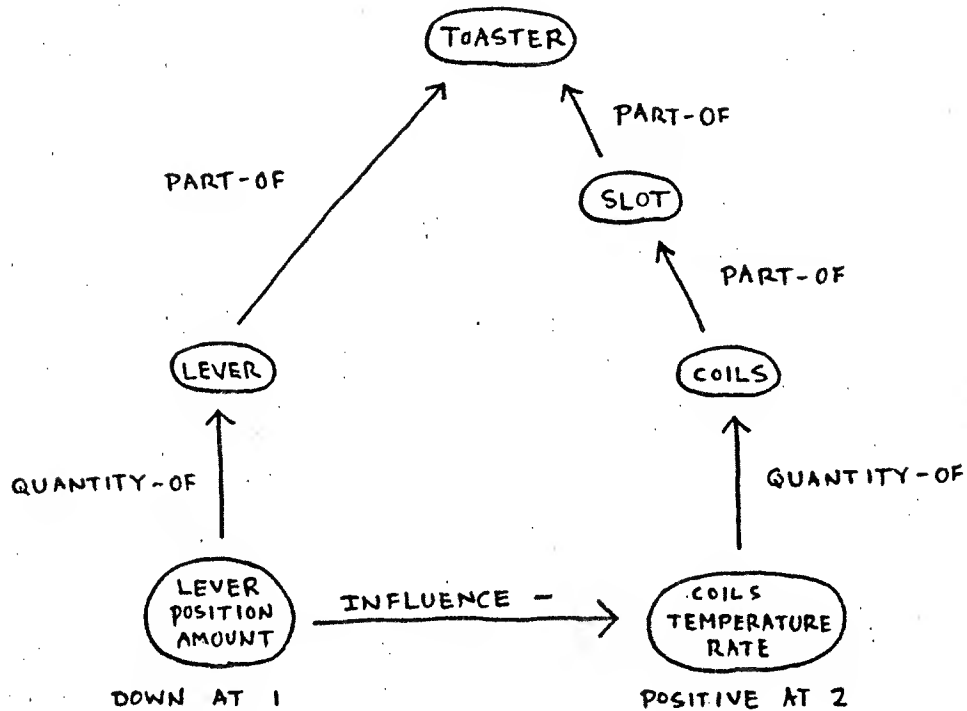 TOASTER
PART-OF
PART-OF
SLOT
PART-OF
LEVER
COILS
QUANTITY-OF
QUANTITY-OF
LEVER
POSITION
AMOUNT
INFLUENCE -
COILS
TEMPERATURE
RATE
DOWN AT 1
POSITIVE AT 2